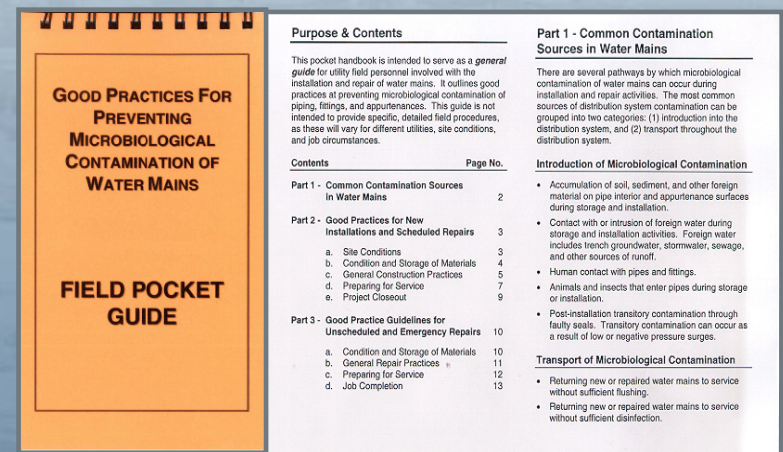 GOOD PRACTICES FOR
PREVENTING
MICROBIOLOGICAL
CONTAMINATION OF
WATER MAINS
FIELD POCKET
GUIDE
Purpose & Contents
This pocket handbook is intended to serve as a general
guide for utility field personnel involved with the
installation and repair of water mains. It outlines good
practices at preventing microbiological contamination of
piping, fittings, and appurtenances. This guide is not
intended to provide specific, detailed field procedures,
as these will vary for different utilities, site conditions,
and job circumstances.
Contents Page No.
Part 1 - Common Contamination Sources
in Water Mains 2
Part 2 - Good Practices for New
Installations and Scheduled Repairs 3
a. Site Conditions 3
b. Condition and Storage of Materials 4
c. General Construction Practices 5
d. Preparing for Service 7
e. Project Closeout 9
Part 3 - Good Practice Guidelines for
Unscheduled and Emergency Repairs 10
a. Condition and Storage of Materials 10
b. General Repair Practices 11
c. Preparing for Service 12
d. Job Completion 13
Part 1 - Common Contamination
Sources in Water Mains
There are several pathways by which microbiological
contamination of water mains can occur during
installation and repair activities. The most common
sources of distribution system contamination can be
grouped into two categories: (1) introduction into the
distribution system, and (2) transport throughout the
distribution system.
Introduction of Microbiological Contamination
• Accumulation of soil, sediment, and other foreign
material on pipe interior and appurtenance surfaces
during storage and installation.
• Contact with or intrusion of foreign water during
storage and installation activities. Foreign water
includes trench groundwater, stormwater, sewage,
and other sources of runoff.
• Human contact with pipes and fittings.
• Animals and insects that enter pipes during storage
or installation.
• Post-installation transitory contamination through
faulty seals. Transitory contamination can occur as
a result of low or negative pressure surges.
Transport of Microbiological Contamination
• Returning new or repaired water mains to service
without sufficient flushing.
• Returning new or repaired water mains to service
without sufficient disinfection.